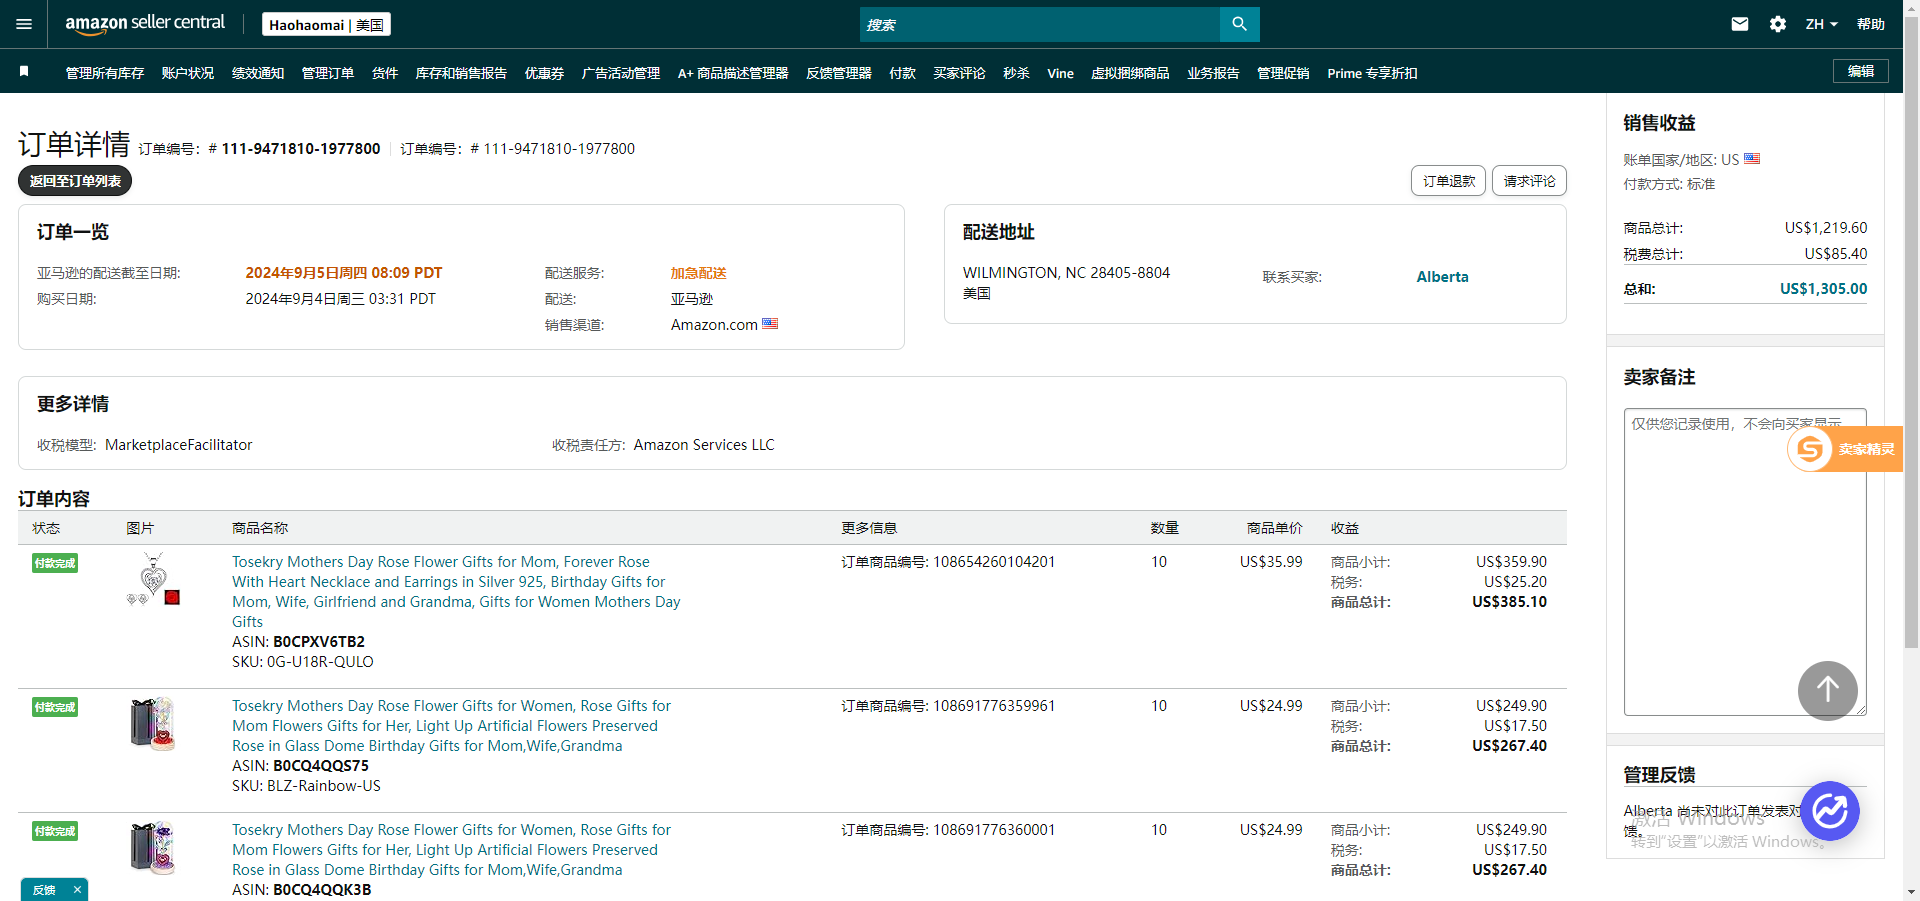 amazon seller central
Haohaomai | 美国
搜索
ZH
帮助
管理所有库存 账户状况 绩效通知 管理订单 货件 库存和销售报告 优惠券 广告活动管理 A+ 商品描述管理器 反馈管理器 付款 买家评论 秒杀 Vine 虚拟捆绑商品 业务报告 管理促销 Prime 专享折扣
编辑
订单详情 订单编号: # 111-9471810-1977800 订单编号: # 111-9471810-1977800
返回至订单列表
订单退款 请求评论
订单一览
亚马逊的配送截至日期: 2024年9月5日周四 08:09 PDT
购买日期: 2024年9月4日周三 03:31 PDT
配送服务: 加急配送
配送: 亚马逊
销售渠道: Amazon.com
配送地址
WILMINGTON, NC 28405-8804
美国
联系买家: Alberta
更多详情
收税模型: MarketplaceFacilitator
收税责任方: Amazon Services LLC
订单内容
状态 图片 商品名称 更多信息 数量 商品单价 收益
付款完成
Tosekry Mothers Day Rose Flower Gifts for Mom, Forever Rose
With Heart Necklace and Earrings in Silver 925, Birthday Gifts for
Mom, Wife, Girlfriend and Grandma, Gifts for Women Mothers Day
Gifts
ASIN: B0CPXV6TB2
SKU: 0G-U18R-QULO
订单商品编号: 108654260104201
10
US$35.99
商品小计: US$359.90
税务: US$25.20
商品总计: US$385.10
付款完成
Tosekry Mothers Day Rose Flower Gifts for Women, Rose Gifts for
Mom Flowers Gifts for Her, Light Up Artificial Flowers Preserved
Rose in Glass Dome Birthday Gifts for Mom,Wife,Grandma
ASIN: B0CQ4QQS75
SKU: BLZ-Rainbow-US
订单商品编号: 108691776359961
10
US$24.99
商品小计: US$249.90
税务: US$17.50
商品总计: US$267.40
付款完成
Tosekry Mothers Day Rose Flower Gifts for Women, Rose Gifts for
Mom Flowers Gifts for Her, Light Up Artificial Flowers Preserved
Rose in Glass Dome Birthday Gifts for Mom,Wife,Grandma
ASIN: B0CQ4QQK3B
订单商品编号: 108691776360001
10
US$24.99
商品小计: US$249.90
税务: US$17.50
商品总计: US$267.40
反馈 ×
销售收益
账单国家/地区: US
付款方式: 标准
商品总计: US$1,219.60
税费总计: US$85.40
总和: US$1,305.00
卖家备注
仅供您记录使用，不会向买家显示
卖家精灵
管理反馈
Alberta 尚未对此订单发表对
馈。
激活 Windows
转到“设置”以激活 Windows。